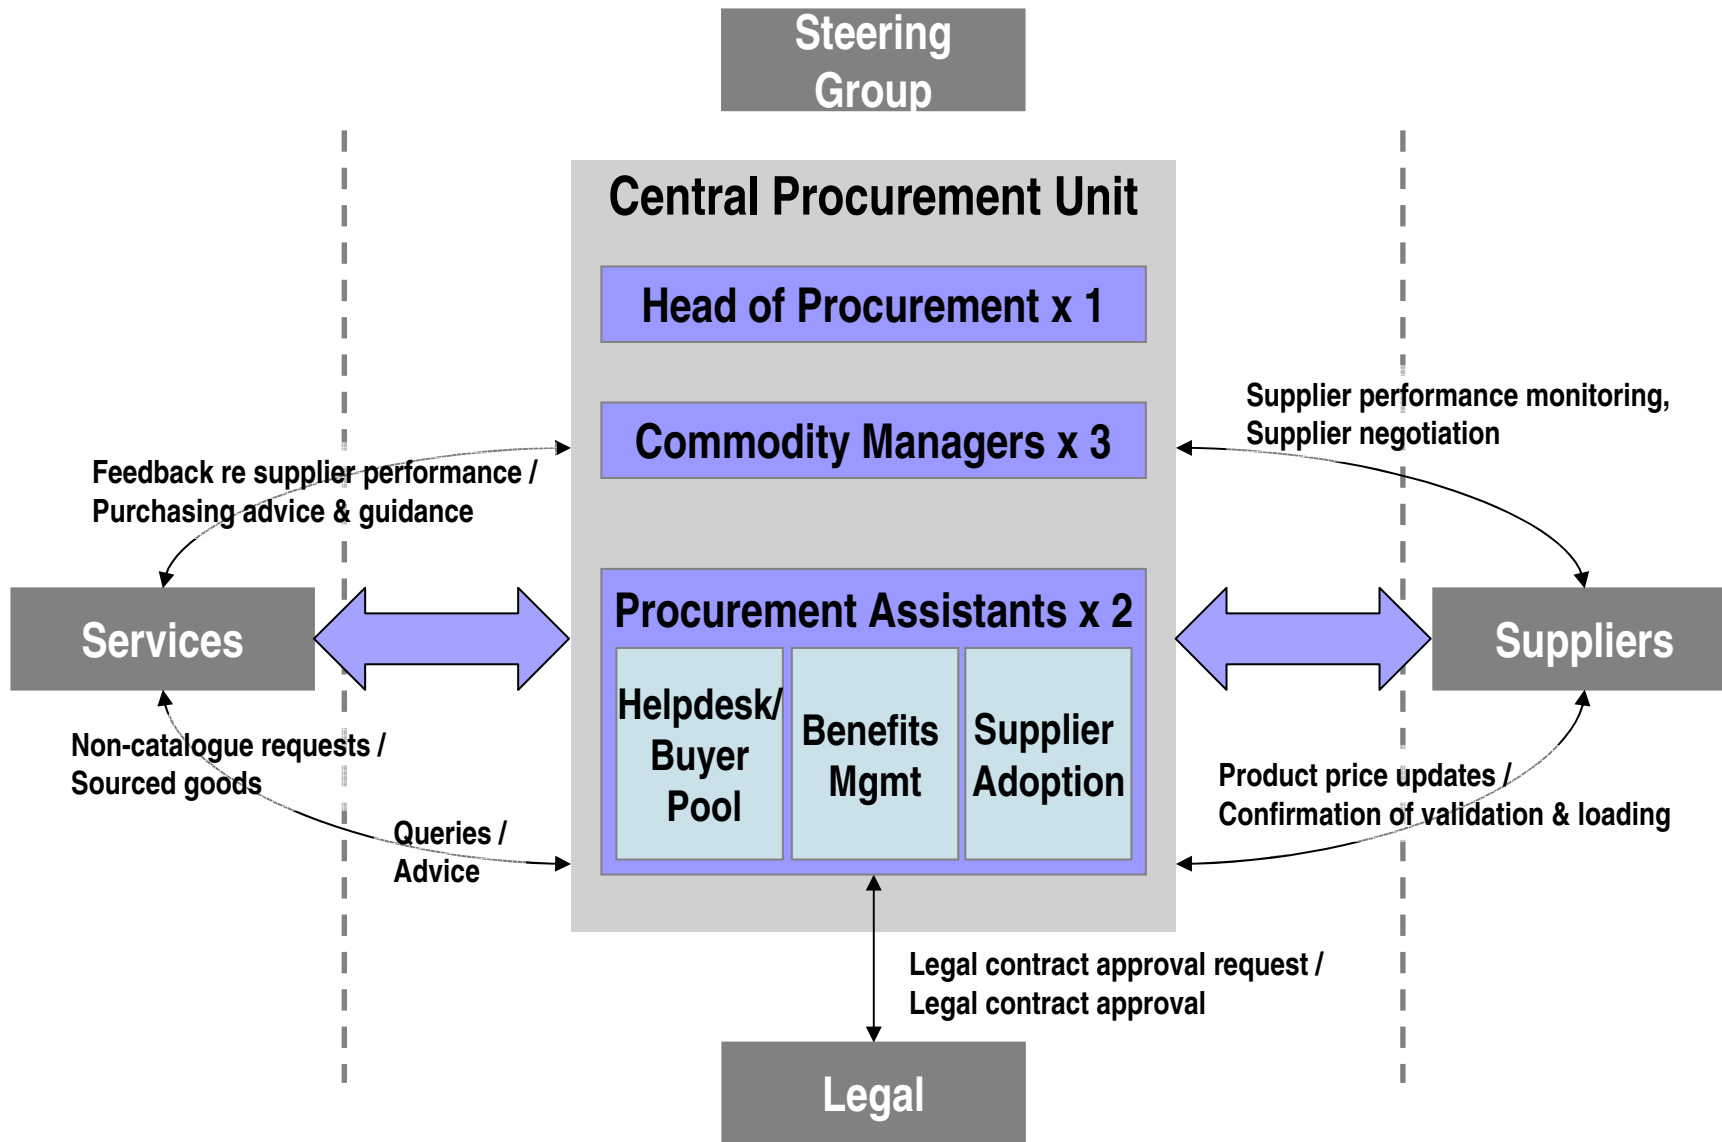 Steering
Group
Central Procurement Unit
Head of Procurement x 1
Commodity Managers x 3
Supplier performance monitoring,
Supplier negotiation
Feedback re supplier performance /
Purchasing advice & guidance
Services
Procurement Assistants x 2
Suppliers
Helpdesk/
Buyer
Pool
Benefits
Mgmt
Supplier
Adoption
Non-catalogue requests /
Sourced goods
Queries /
Advice
Product price updates /
Confirmation of validation & loading
Legal contract approval request /
Legal contract approval
Legal